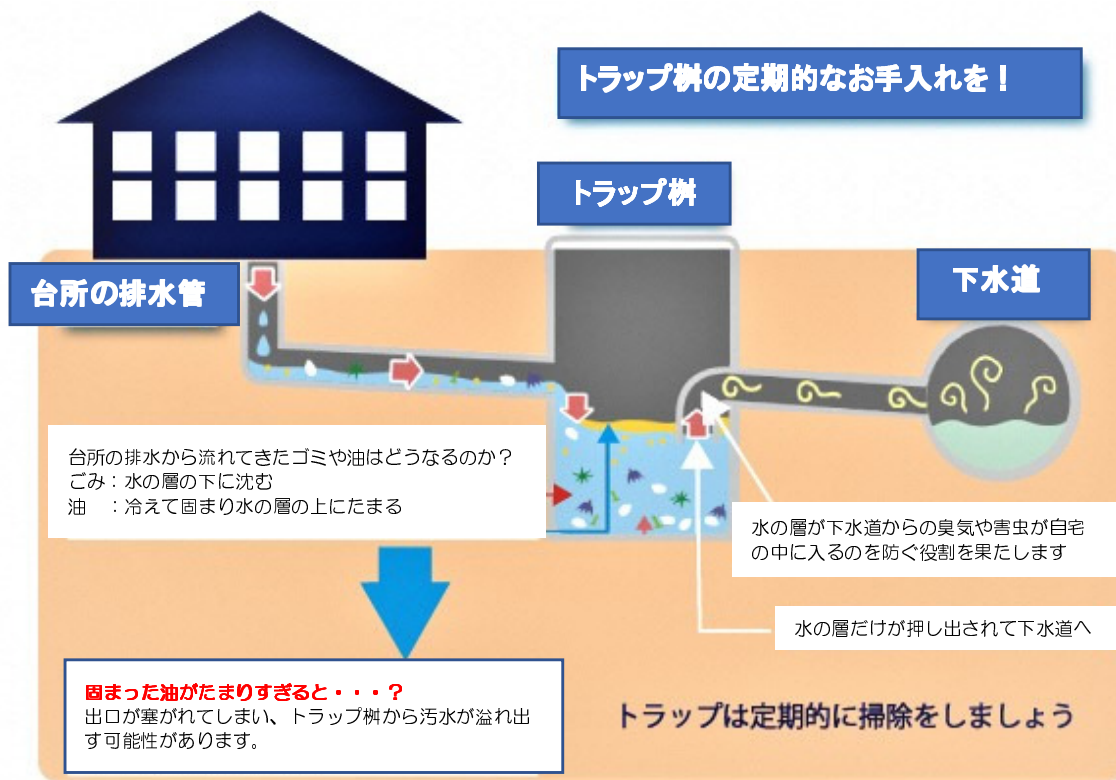 トラップ桝の定期的なお手入れを！
トラップ桝
台所の排水管
下水道
台所の排水から流れてきたゴミや油はどうなるのか？
ごみ：水の層の下に沈む
油　：冷えて固まり水の層の上にたまる
水の層が下水道からの臭気や害虫が自宅
の中に入るのを防ぐ役割を果たします
水の層だけが押し出されて下水道へ
固まった油がたまりすぎると・・・？
出口が塞がれてしまい、トラップ桝から汚水が溢れ出
す可能性があります。
トラップは定期的に掃除をしましょう